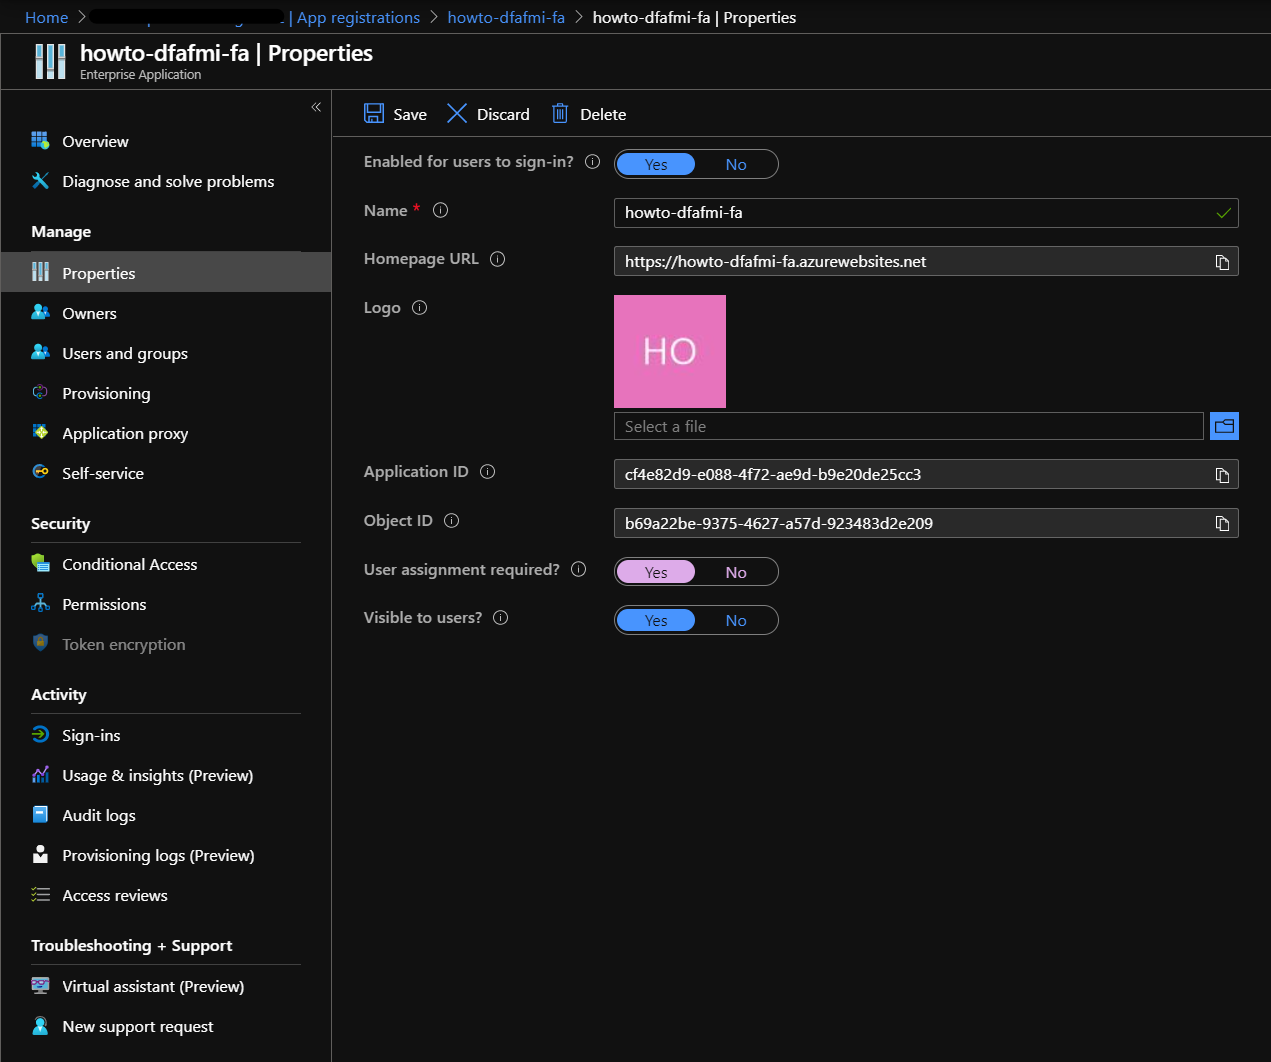 Home > | App registrations > howto-dfafmi-fa > howto-dfafmi-fa | Properties
howto-dfafmi-fa | Properties
Enterprise Application
«
Overview
Diagnose and solve problems
Manage
Properties
Owners
Users and groups
Provisioning
Application proxy
Self-service
Security
Conditional Access
Permissions
Token encryption
Activity
Sign-ins
Usage & insights (Preview)
Audit logs
Provisioning logs (Preview)
Access reviews
Troubleshooting + Support
Virtual assistant (Preview)
New support request
Save Discard Delete
Enabled for users to sign-in? Yes No
Name * howto-dfafmi-fa
Homepage URL https://howto-dfafmi-fa.azurewebsites.net
Logo
HO
Select a file
Application ID cf4e82d9-e088-4f72-ae9d-b9e20de25cc3
Object ID b69a22be-9375-4627-a57d-923483d2e209
User assignment required? Yes No
Visible to users? Yes No